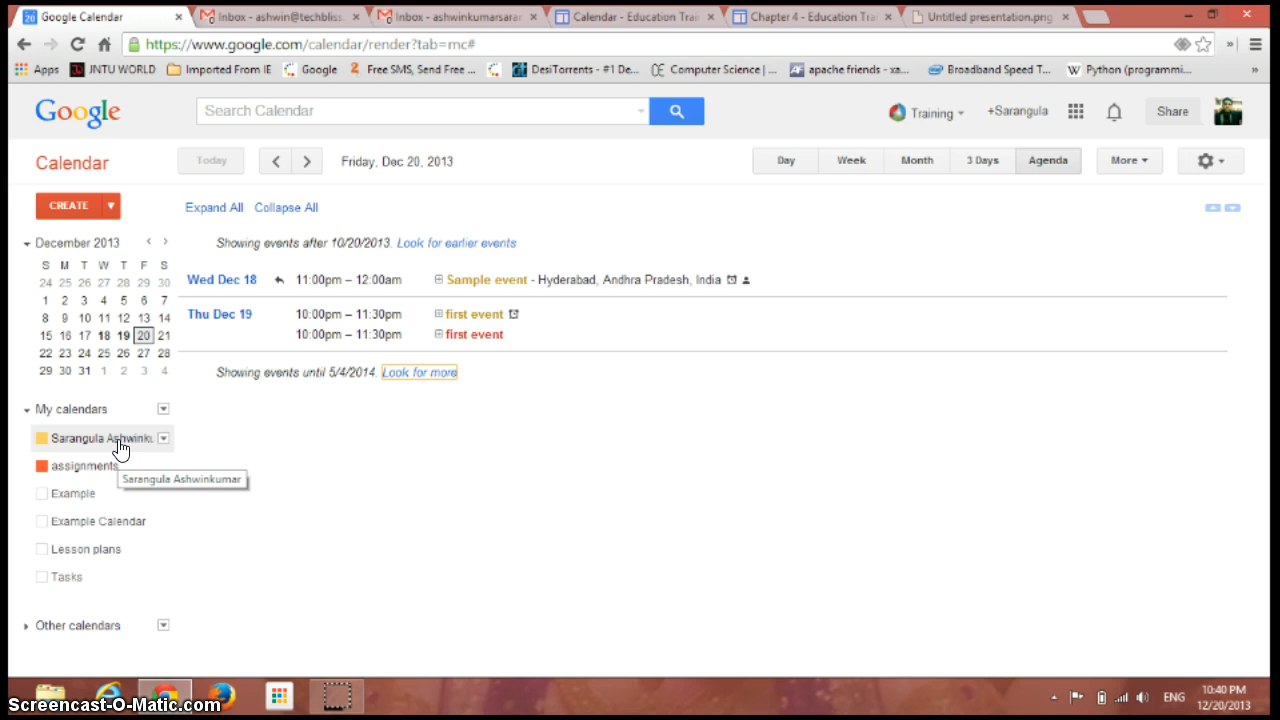 Google Calendar
Inbox - ashwin@techbliss.
Inbox - ashwinkumarsarar
Calendar - Education Trai
Chapter 4 - Education Tra
Untitled presentation.png
https://www.google.com/calendar/render?tab=mc#
Apps JNTU WORLD Imported From IE Google Free SMS, Send Free ... DesiTorrents - #1 De... Computer Science | ... apache friends - xa... Broadband Speed T... Python (programmi... »
Google
Search Calendar
Training
+Sarangula
Share
Calendar
Today
Friday, Dec 20, 2013
Day Week Month 3 Days Agenda
More
CREATE
Expand All Collapse All
December 2013
Showing events after 10/20/2013. Look for earlier events
S M T W T F S
24 25 26 27 28 29 30
1 2 3 4 5 6 7
8 9 10 11 12 13 14
15 16 17 18 19 20 21
22 23 24 25 26 27 28
29 30 31 1 2 3 4
Wed Dec 18 11:00pm – 12:00am Sample event - Hyderabad, Andhra Pradesh, India
Thu Dec 19 10:00pm – 11:30pm first event
10:00pm – 11:30pm first event
Showing events until 5/4/2014. Look for more
My calendars
Sarangula Ashwinku
assignments
Sarangula Ashwinkumar
Example
Example Calendar
Lesson plans
Tasks
Other calendars
Screencast-O-Matic.com
ENG
10:40 PM
12/20/2013